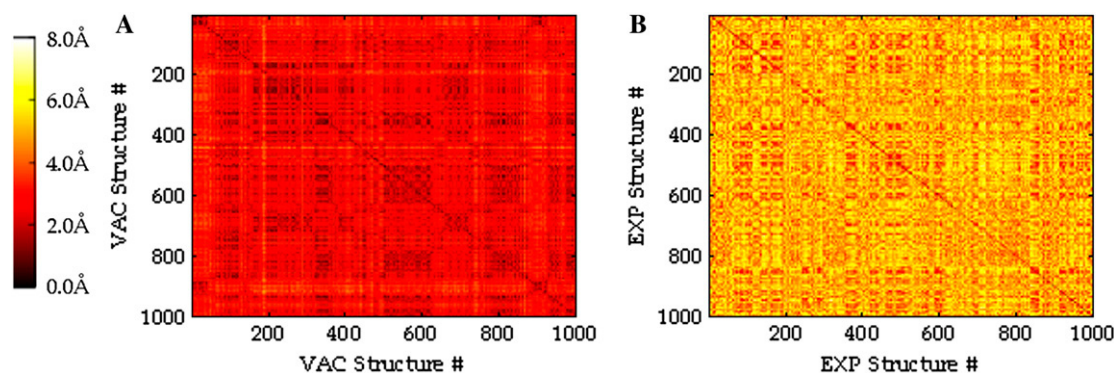 8.0Å
6.0Å
4.0Å
2.0Å
0.0Å
A
VAC Structure #
200
400
600
800
1000
200 400 600 800 1000
VAC Structure #
B
EXP Structure #
200
400
600
800
1000
200 400 600 800 1000
EXP Structure #